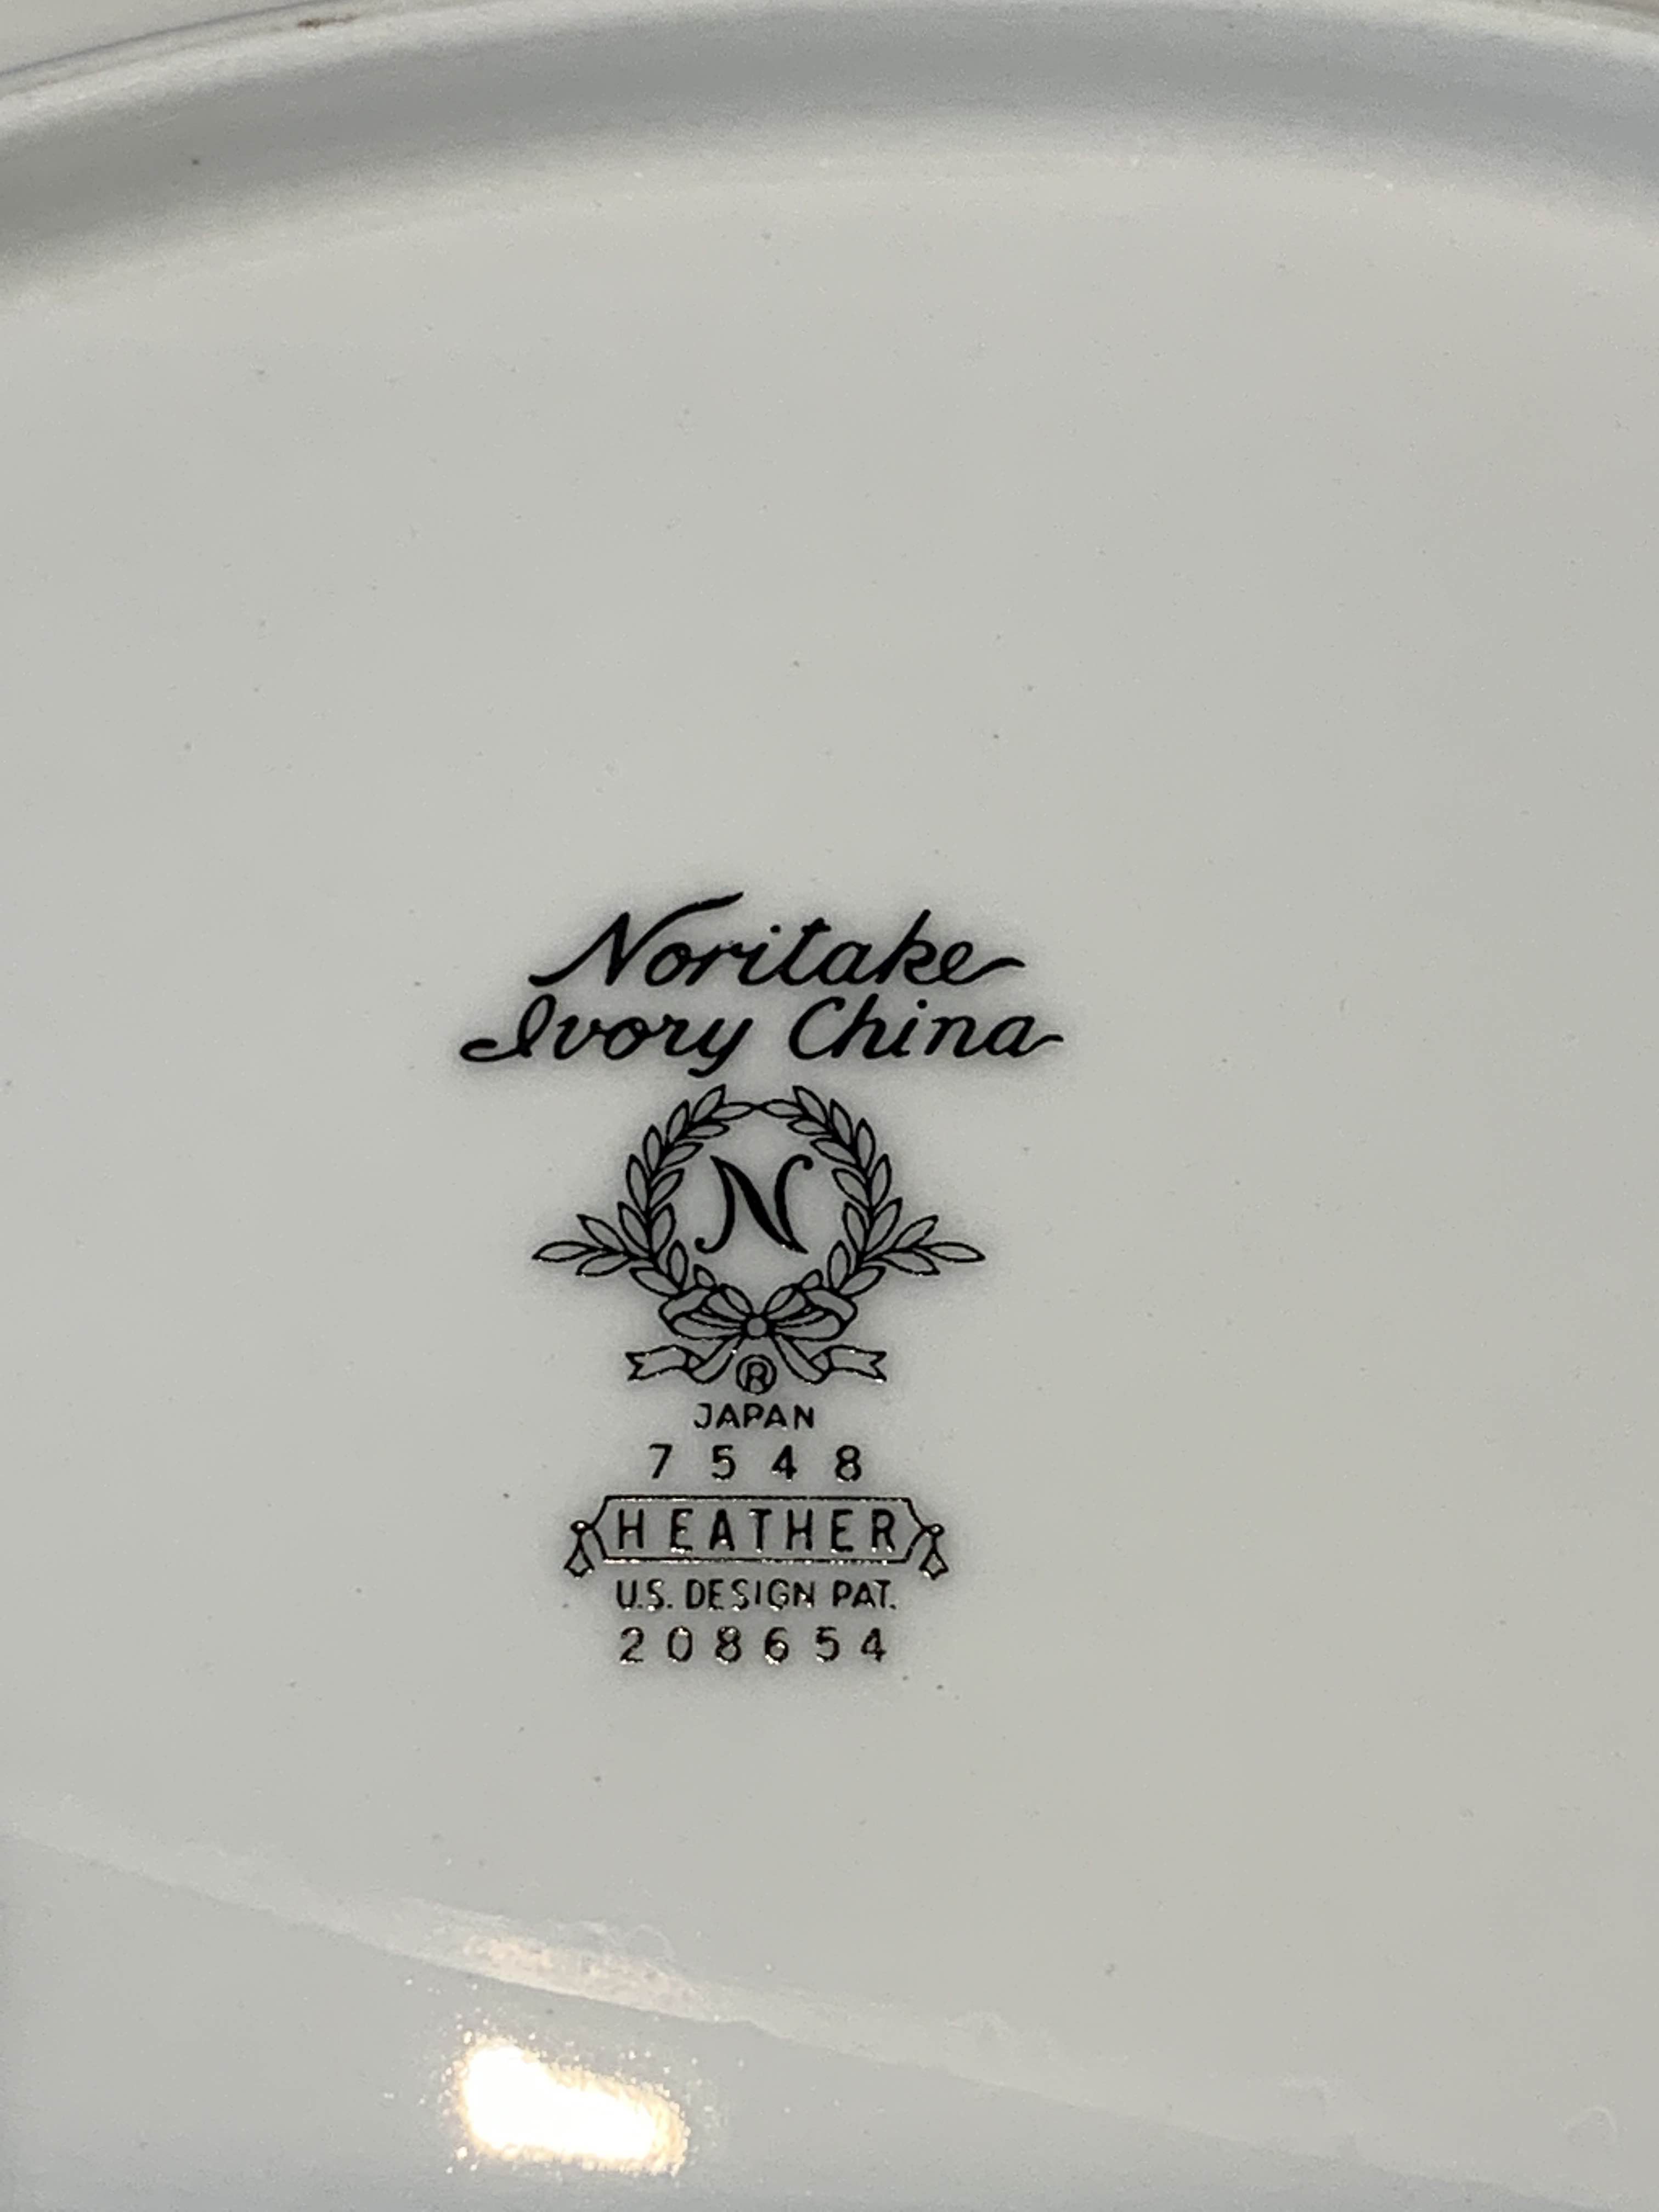 Noritake
Ivory China
N
®
JAPAN
7548
HEATHER
U.S. DESIGN PAT.
208654